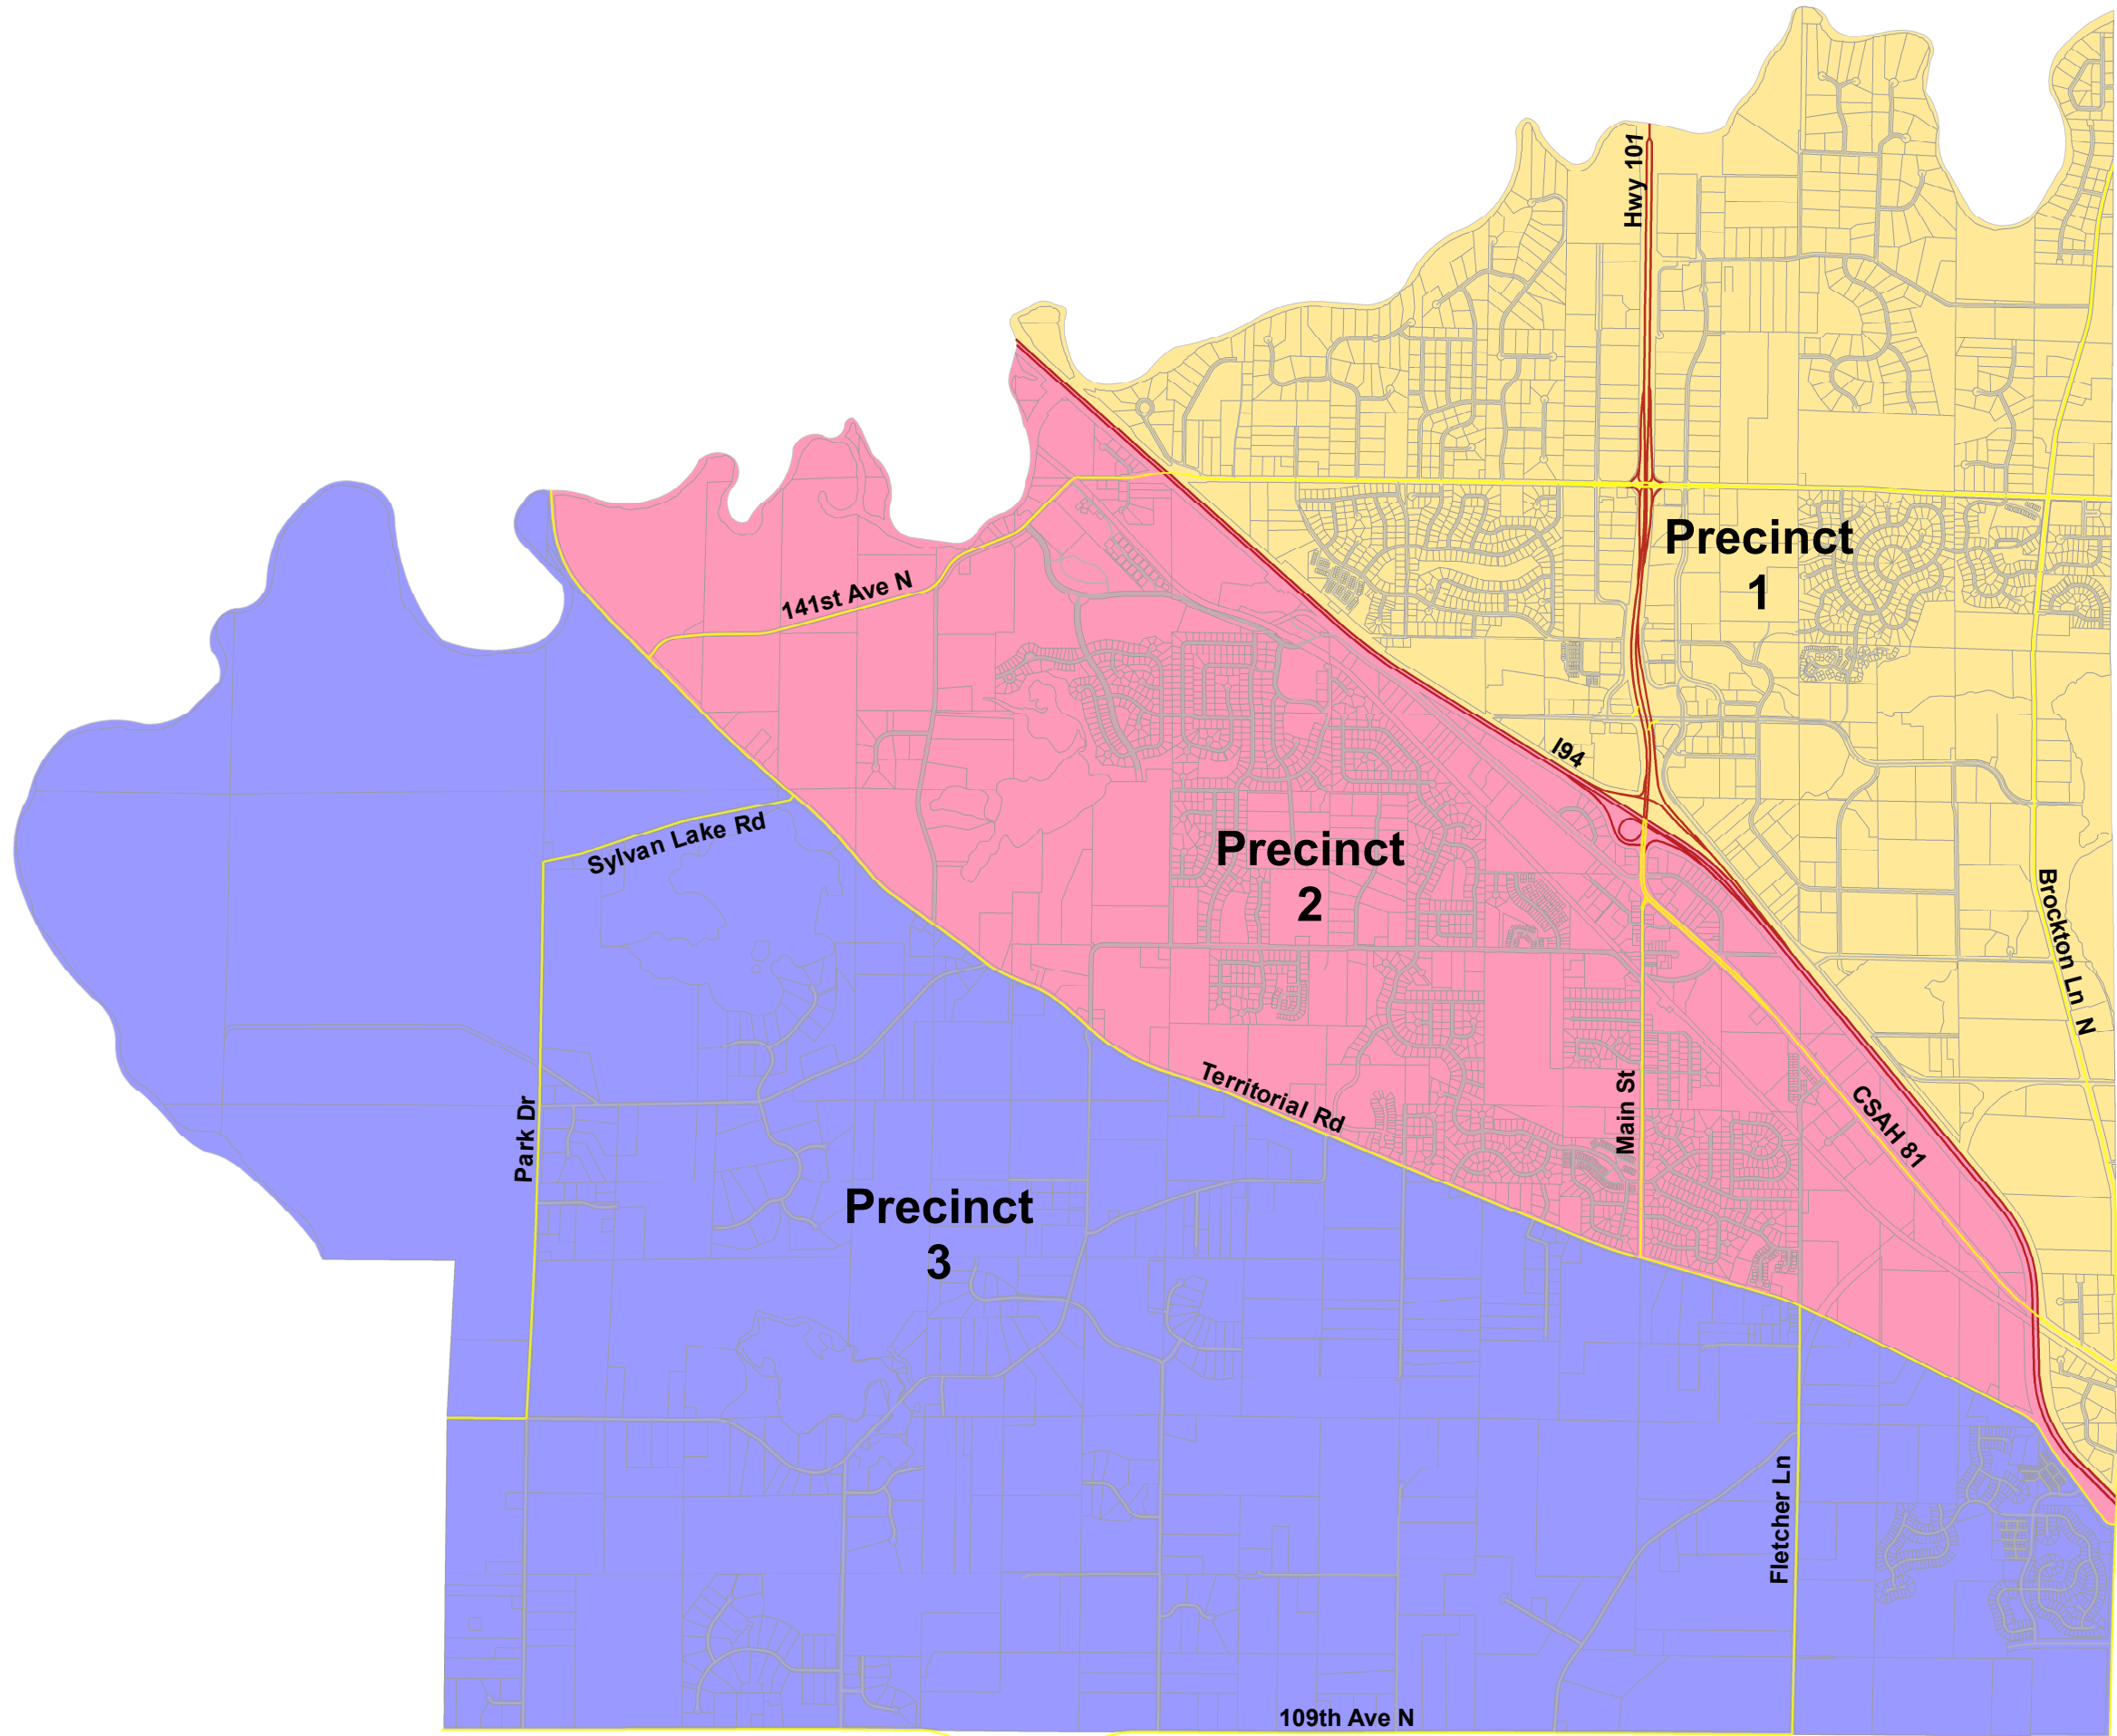 Hwy 101
Precinct
1
141st Ave N
I94
Sylvan Lake Rd
Precinct
2
Brockton Ln N
Territorial Rd
Main St
CSAH 81
Park Dr
Precinct
3
Fletcher Ln
109th Ave N